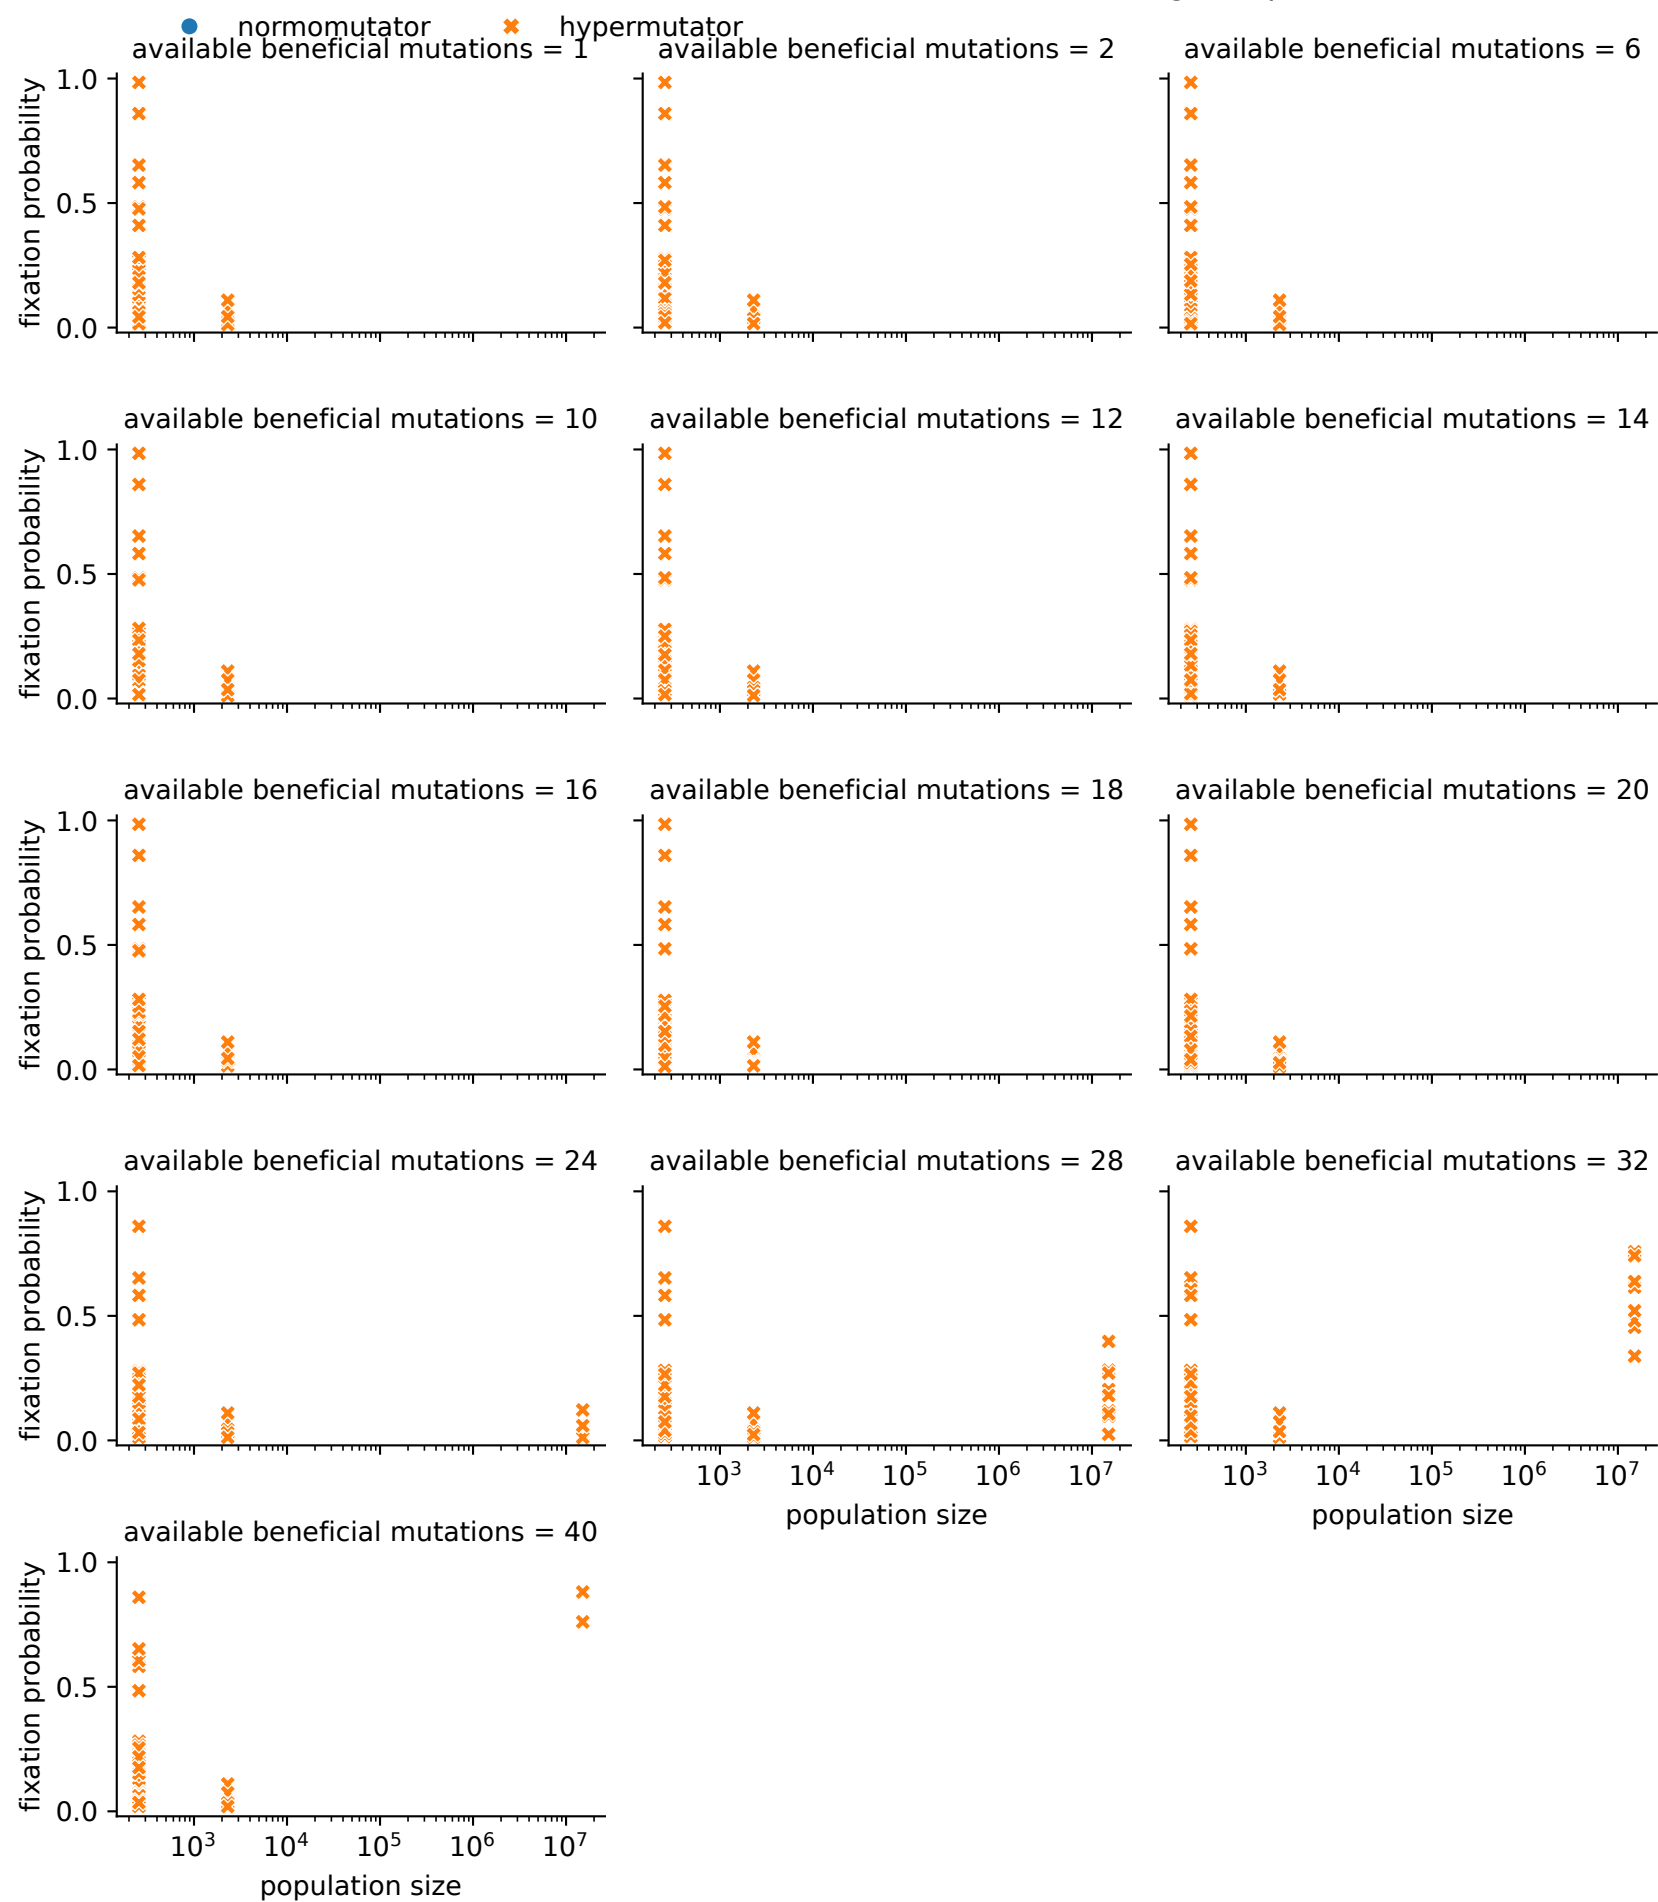 normomutator hypermutator
available beneficial mutations = 1 available beneficial mutations = 2 available beneficial mutations = 6
1.0
0.5
0.0
fixation probability
available beneficial mutations = 10 available beneficial mutations = 12 available beneficial mutations = 14
1.0
0.5
0.0
fixation probability
available beneficial mutations = 16 available beneficial mutations = 18 available beneficial mutations = 20
1.0
0.5
0.0
fixation probability
available beneficial mutations = 24 available beneficial mutations = 28 available beneficial mutations = 32
1.0
0.5
0.0
fixation probability
10³ 10⁴ 10⁵ 10⁶ 10⁷ 10³ 10⁴ 10⁵ 10⁶ 10⁷
population size population size
available beneficial mutations = 40
1.0
0.5
0.0
fixation probability
10³ 10⁴ 10⁵ 10⁶ 10⁷
population size